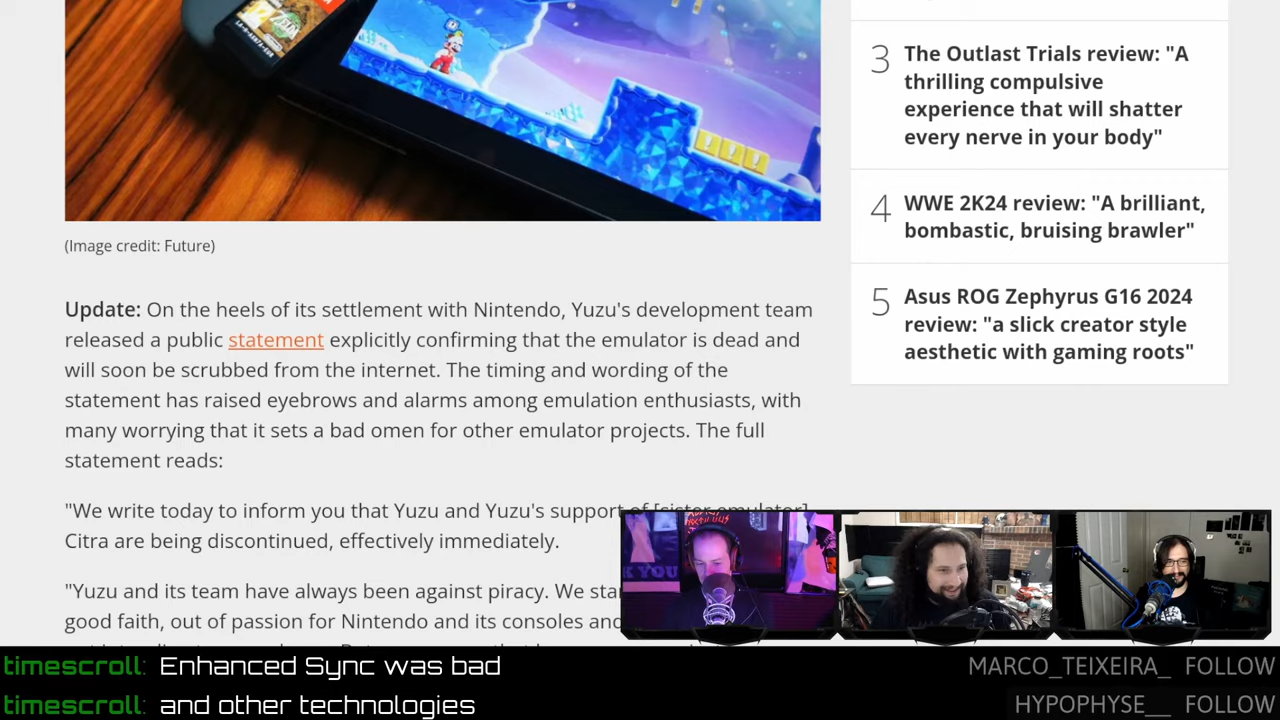 (Image credit: Future)
Update: On the heels of its settlement with Nintendo, Yuzu's development team
released a public statement explicitly confirming that the emulator is dead and
will soon be scrubbed from the internet. The timing and wording of the
statement has raised eyebrows and alarms among emulation enthusiasts, with
many worrying that it sets a bad omen for other emulator projects. The full
statement reads:
"We write today to inform you that Yuzu and Yuzu's support of [sister emulator]
Citra are being discontinued, effectively immediately.
"Yuzu and its team have always been against piracy. We
good faith, out of passion for Nintendo and its consoles and
3
The Outlast Trials review: "A
thrilling compulsive
experience that will shatter
every nerve in your body"
4
WWE 2K24 review: "A brilliant,
bombastic, bruising brawler"
5
Asus ROG Zephyrus G16 2024
review: "a slick creator style
aesthetic with gaming roots"
timescroll: Enhanced Sync was bad
timescroll: and other technologies
MARCO_TEIXEIRA_ FOLLOW
HYPOPHYSE__ FOLLOW